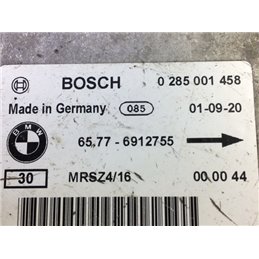 BOSCH 0 285 001 458
Made in Germany 085 01-09-20
BMW 65.77 - 6912755
30 MRSZ4/16 00 00 44